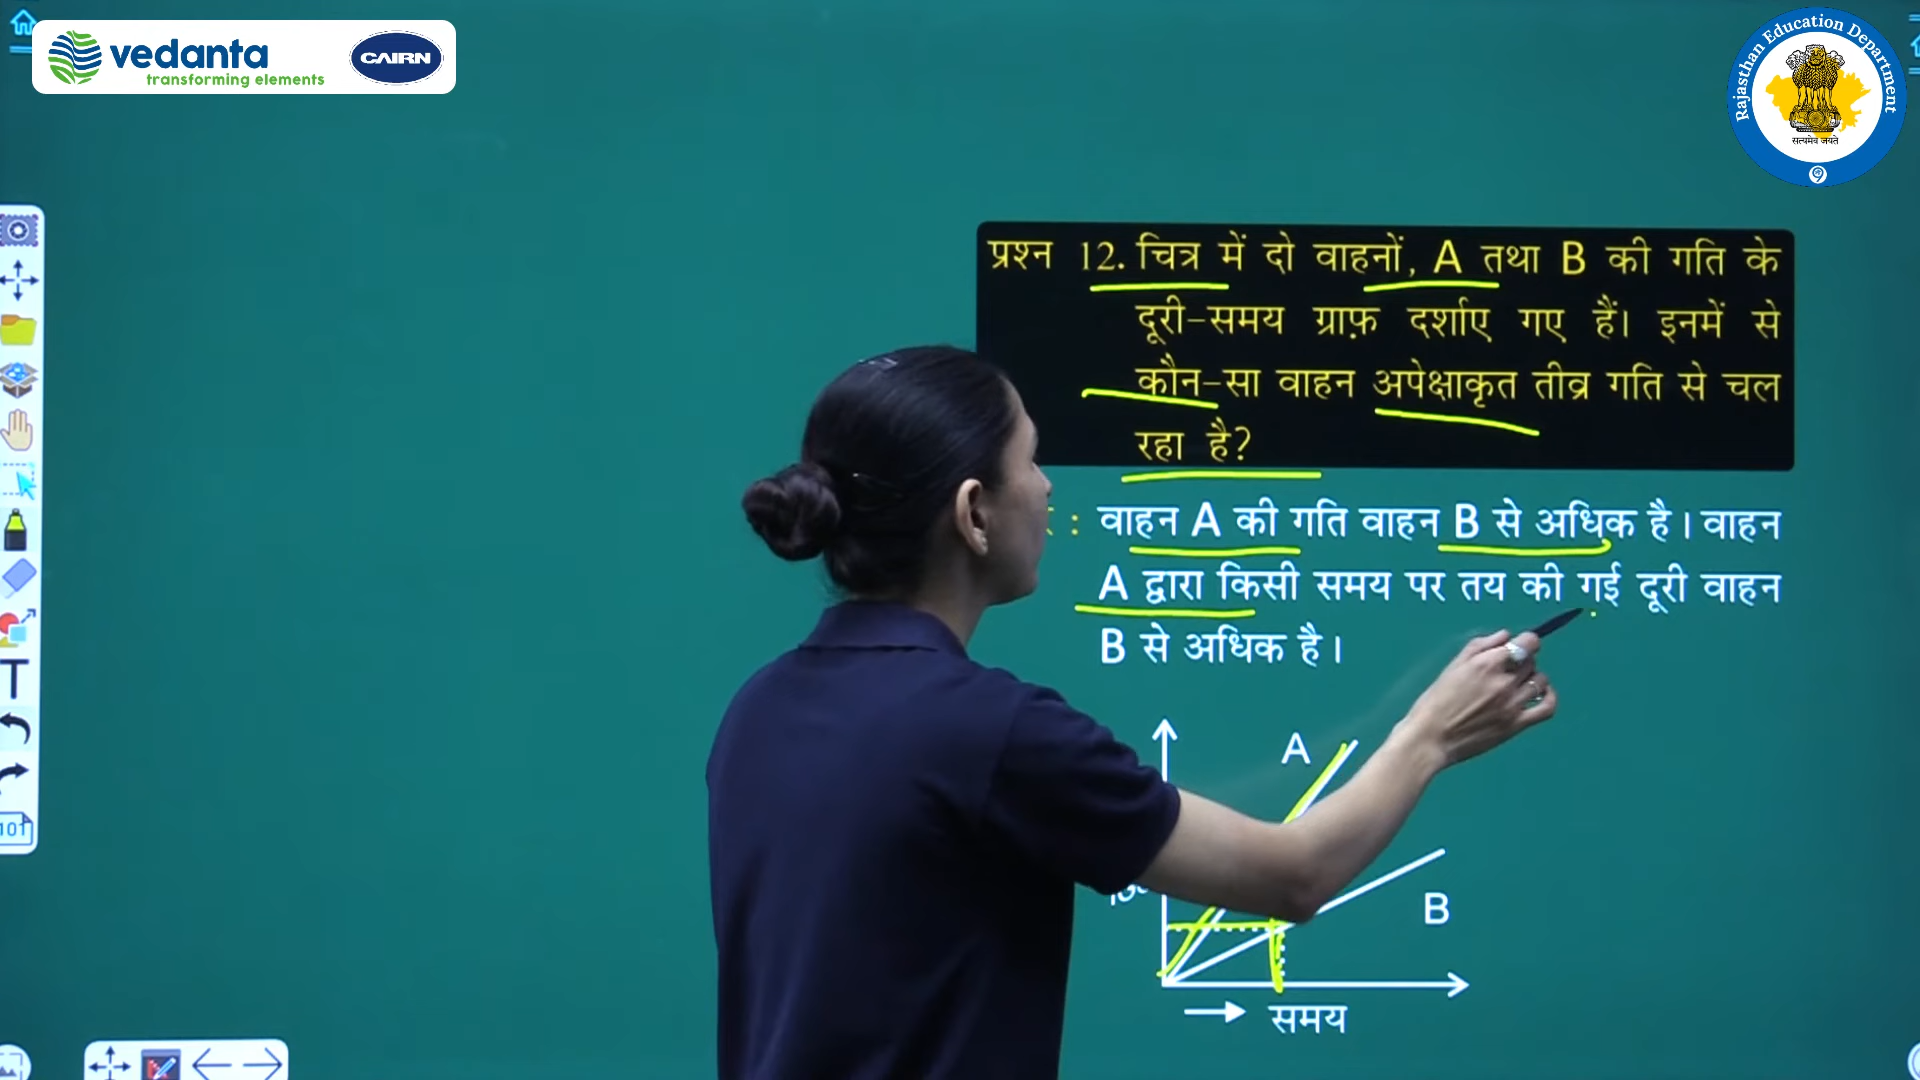 vedanta
transforming elements
CAIRN
Rajasthan Education Department
सत्यमेव जयते
प्रश्न 12. चित्र में दो वाहनों, A तथा B की गति के
दूरी-समय ग्राफ़ दर्शाए गए हैं। इनमें से
कौन-सा वाहन अपेक्षाकृत तीव्र गति से चल
रहा है?
: वाहन A की गति वाहन B से अधिक है। वाहन
A द्वारा किसी समय पर तय की गई दूरी वाहन
B से अधिक है।
A
B
समय
T
101